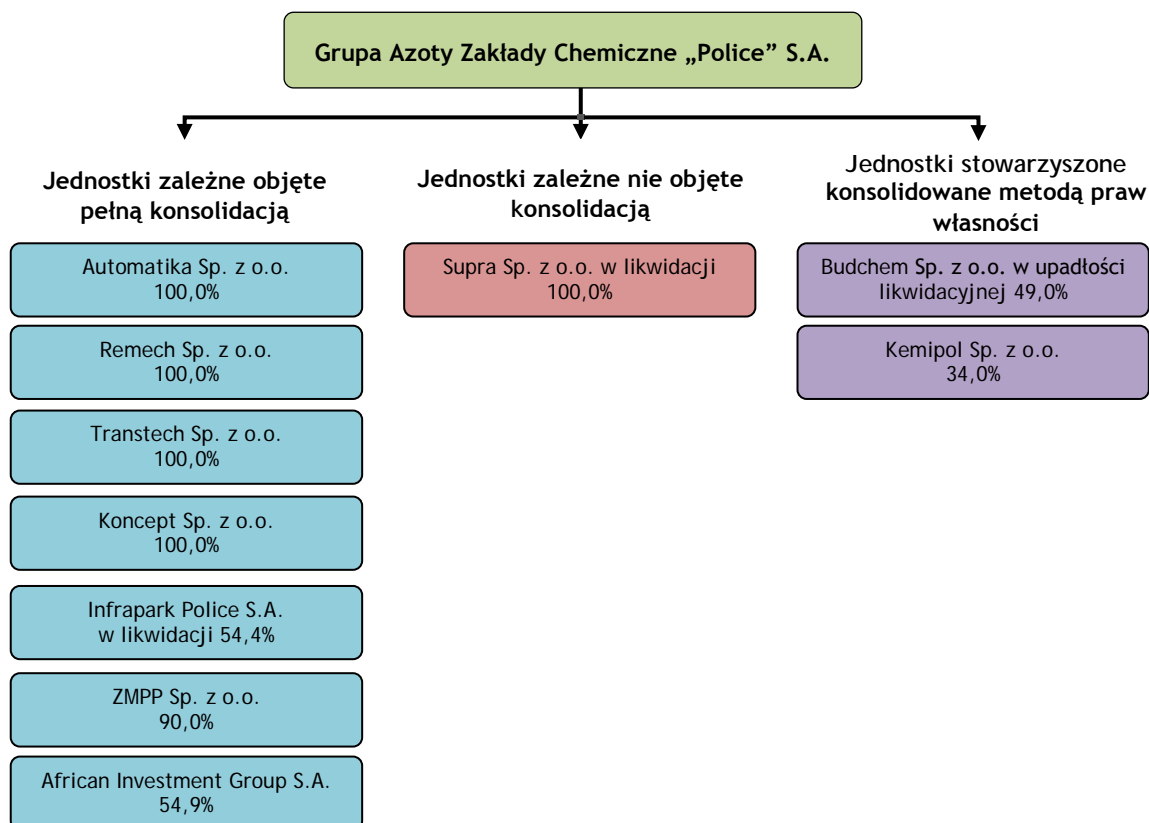 Grupa Azoty Zakłady Chemiczne „Police” S.A.
Jednostki zależne objęte
pełną konsolidacją
Automatika Sp. z o.o.
100,0%
Remech Sp. z o.o.
100,0%
Transtech Sp. z o.o.
100,0%
Koncept Sp. z o.o.
100,0%
Infrapark Police S.A.
w likwidacji 54,4%
ZMPP Sp. z o.o.
90,0%
African Investment Group S.A.
54,9%
Jednostki zależne nie objęte
konsolidacją
Supra Sp. z o.o. w likwidacji
100,0%
Jednostki stowarzyszone
konsolidowane metodą praw
własności
Budchem Sp. z o.o. w upadłości
likwidacyjnej 49,0%
Kemipol Sp. z o.o.
34,0%